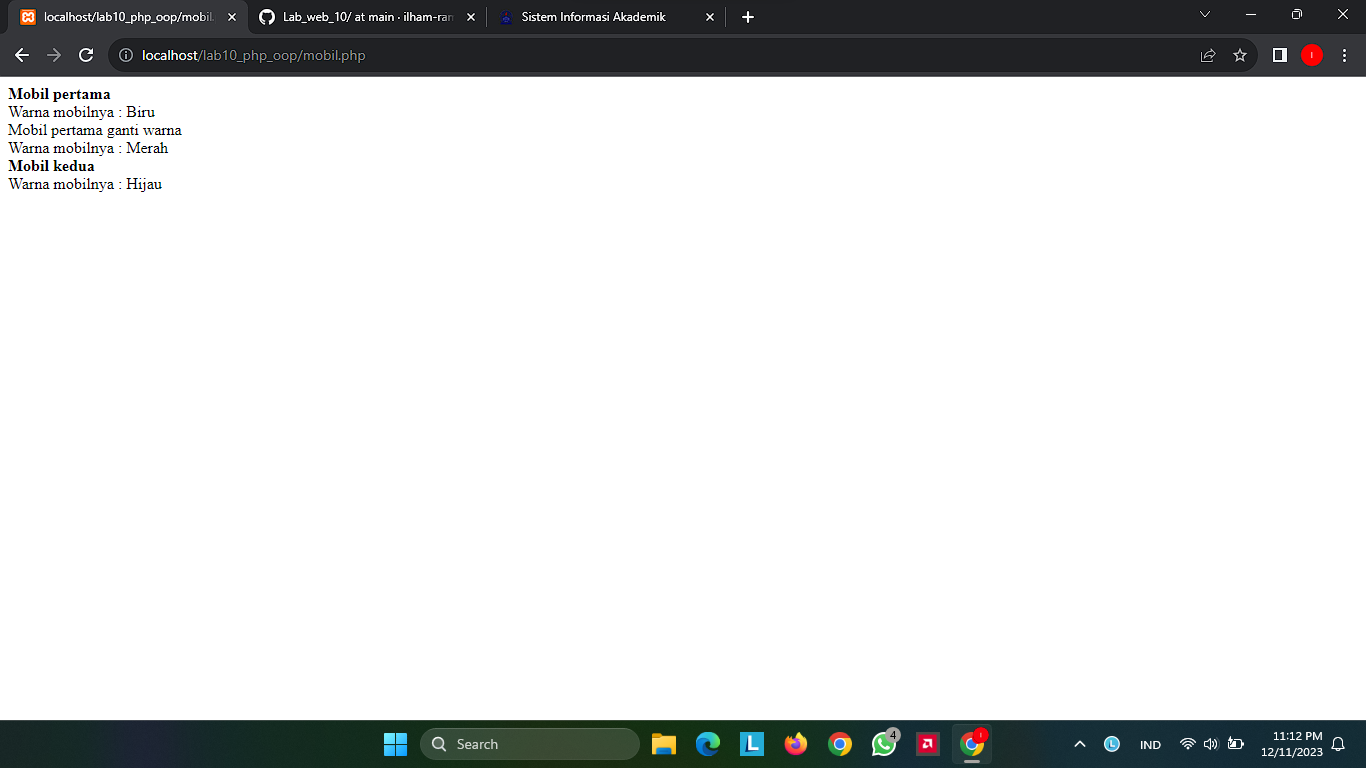 localhost/lab10_php_oop/mobil.
Lab_web_10/ at main · ilham-ram
Sistem Informasi Akademik
localhost/lab10_php_oop/mobil.php
Mobil pertama
Warna mobilnya : Biru
Mobil pertama ganti warna
Warna mobilnya : Merah
Mobil kedua
Warna mobilnya : Hijau
Search
L
4
L
IND
11:12 PM
12/11/2023